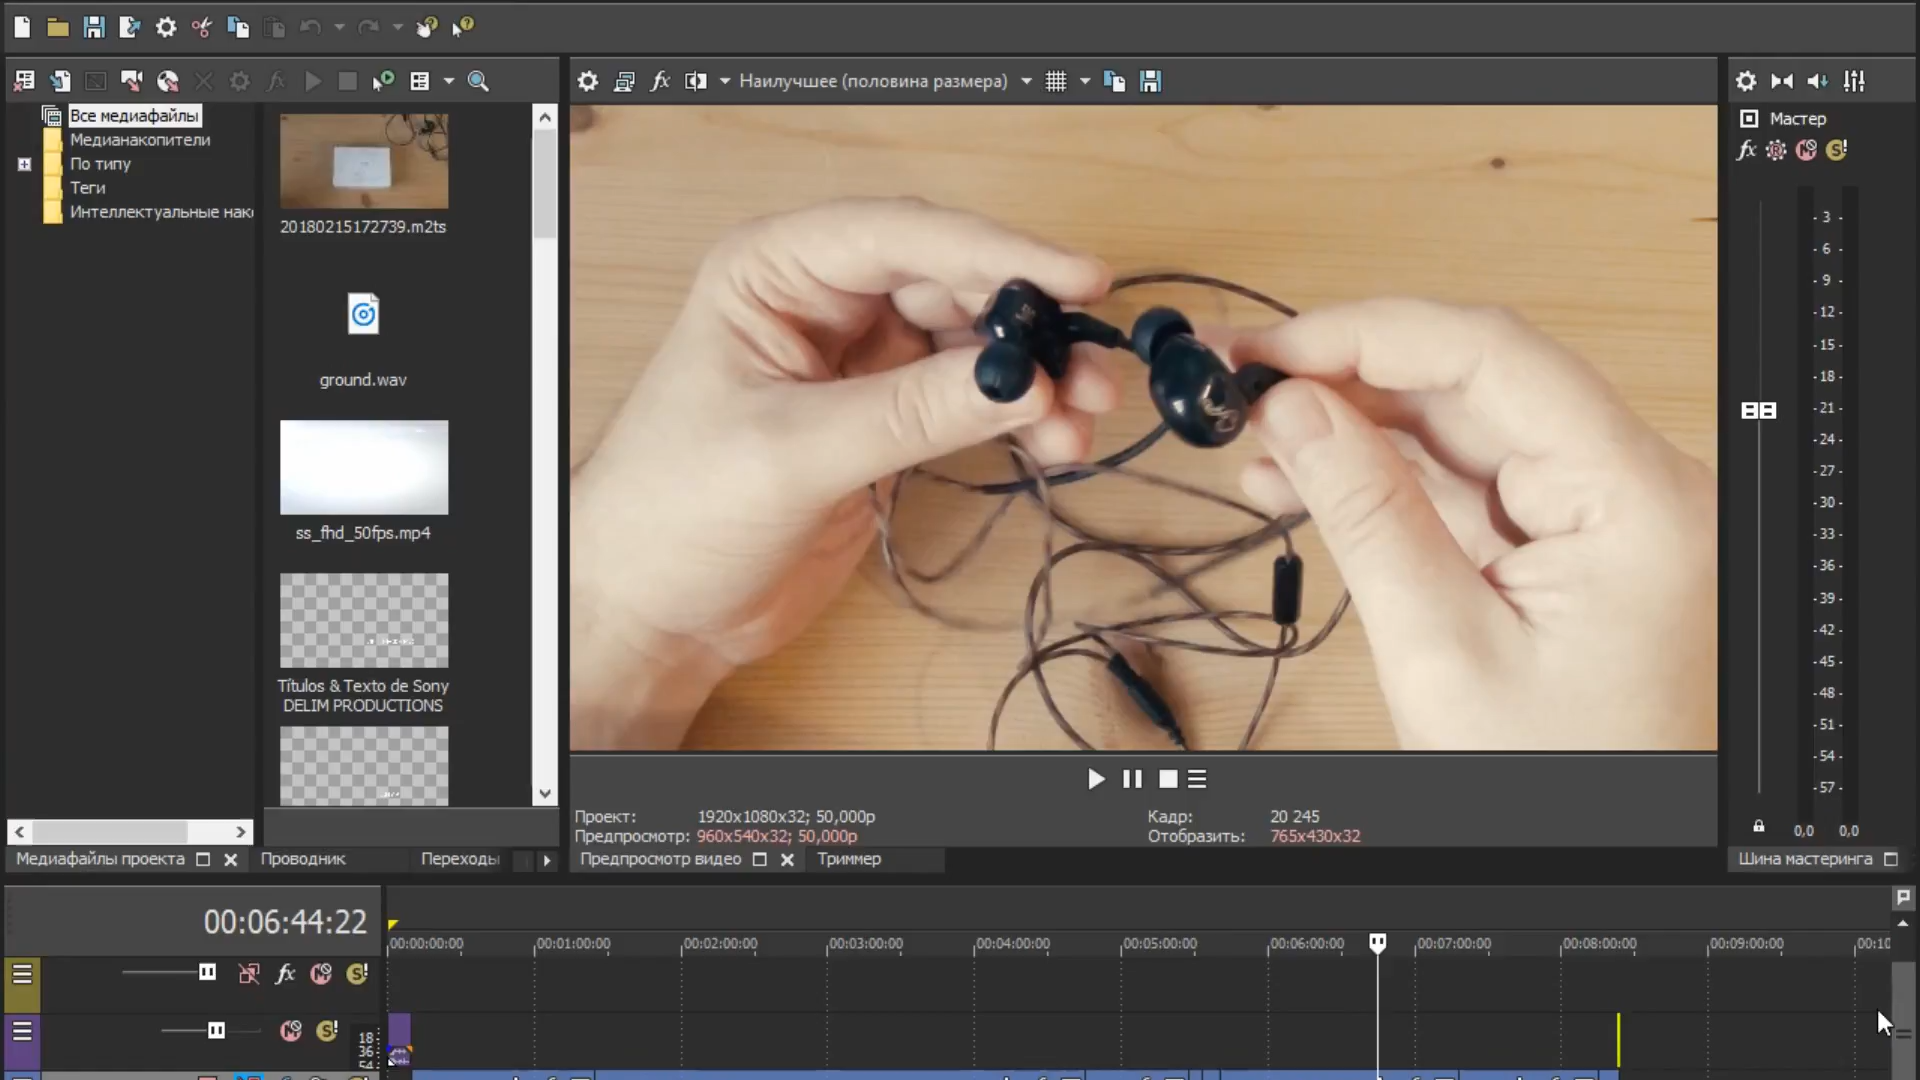 Наилучшее (половина размера)
Все медиафайлы
Медианакопители
По типу
Теги
Интеллектуальные нак
20180215172739.m2ts
ground.wav
ss_fhd_50fps.mp4
Títulos & Texto de Sony
DELIM PRODUCTIONS
Мастер
- 3 -
- 6 -
- 9 -
- 12 -
- 15 -
- 18 -
- 21 -
- 24 -
- 27 -
- 30 -
- 33 -
- 36 -
- 39 -
- 42 -
- 45 -
- 48 -
- 51 -
- 54 -
- 57 -
0,0 0,0
Проект: 1920x1080x32; 50,000p
Предпросмотр: 960x540x32; 50,000p
Кадр: 20 245
Отобразить: 765x430x32
Медиафайлы проекта Проводник Переходы
Предпросмотр видео Триммер
Шина мастеринга
00:06:44:22
00:00:00:00 00:01:00:00 00:02:00:00 00:03:00:00 00:04:00:00 00:05:00:00 00:06:00:00 00:07:00:00 00:08:00:00 00:09:00:00 00:10
18
36
54